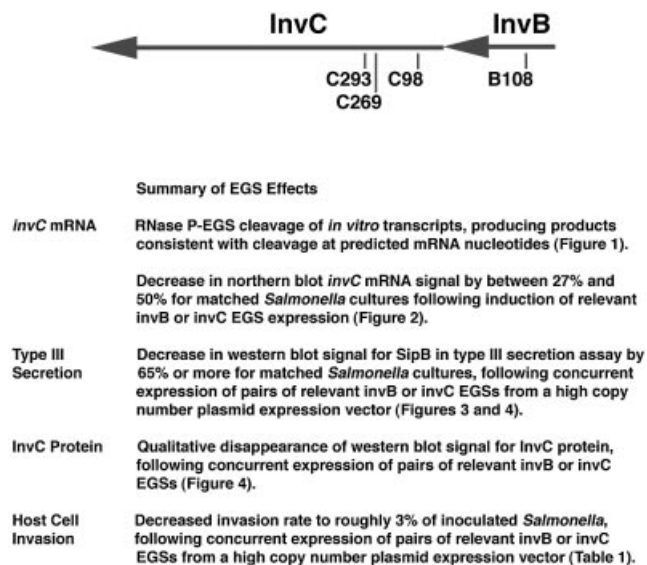 InvC InvB
C293 C98 B108
C269
Summary of EGS Effects
invC mRNA RNase P-EGS cleavage of in vitro transcripts, producing products
consistent with cleavage at predicted mRNA nucleotides (Figure 1).
Decrease in northern blot invC mRNA signal by between 27% and
50% for matched Salmonella cultures following induction of relevant
invB or invC EGS expression (Figure 2).
Type III Decrease in western blot signal for SipB in type III secretion assay by
Secretion 65% or more for matched Salmonella cultures, following concurrent
expression of pairs of relevant invB or invC EGSs from a high copy
number plasmid expression vector (Figures 3 and 4).
InvC Protein Qualitative disappearance of western blot signal for InvC protein,
following concurrent expression of pairs of relevant invB or invC
EGSs (Figure 4).
Host Cell Decreased invasion rate to roughly 3% of inoculated Salmonella,
Invasion following concurrent expression of pairs of relevant invB or invC
EGSs from a high copy number plasmid expression vector (Table 1).